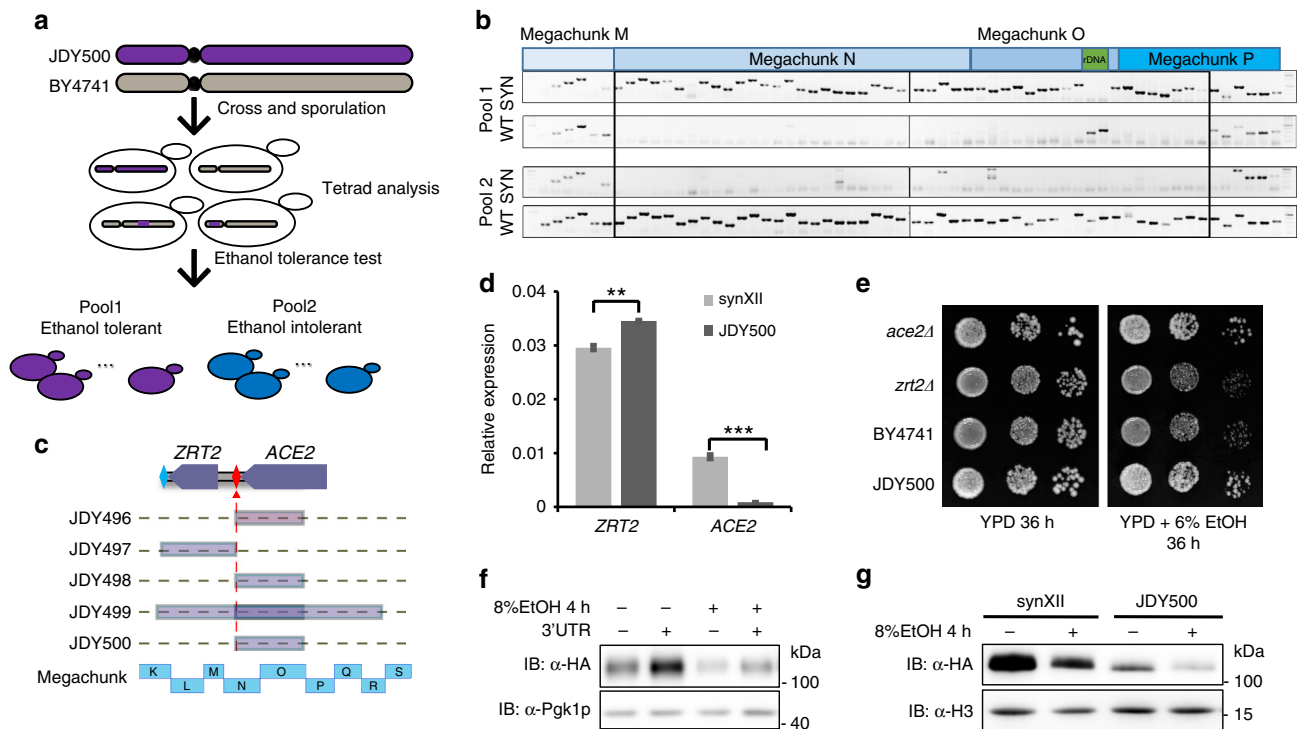 a
JDY500
BY4741
Cross and sporulation
Tetrad analysis
Ethanol tolerance test
Pool1
Ethanol tolerant
Pool2
Ethanol intolerant
...
...
b
Megachunk M
Megachunk O
Megachunk N
rDNA
Megachunk P
Pool 1
SYN
WT
Pool 2
SYN
WT
c
ZRT2
ACE2
JDY496
JDY497
JDY498
JDY499
JDY500
Megachunk
K
L
M
N
O
P
Q
R
S
d
Relative expression
0.04
0.03
0.02
0.01
0
**
***
synXII
JDY500
ZRT2
ACE2
e
ace2Δ
zrt2Δ
BY4741
JDY500
YPD 36 h
YPD + 6% EtOH
36 h
f
8%EtOH 4 h – – + +
3'UTR – + – +
kDa
IB: α-HA
- 100
IB: α-Pgk1p
- 40
g
synXII
JDY500
8%EtOH 4 h – + – +
kDa
IB: α-HA
- 100
IB: α-H3
- 15